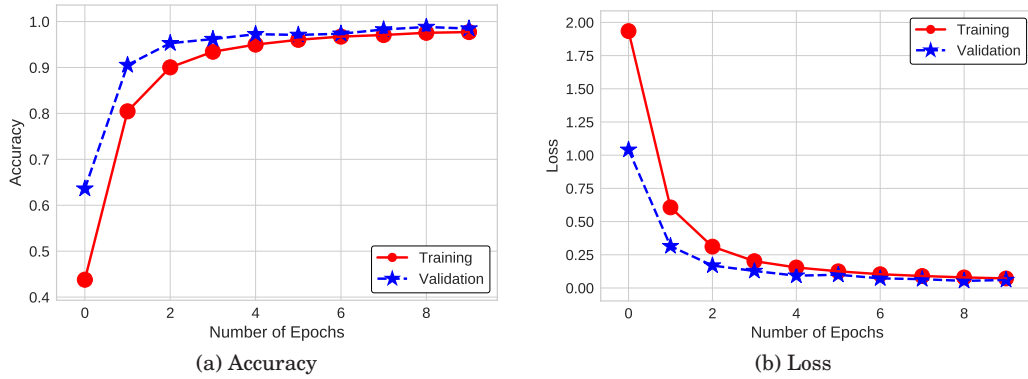 1.0
0.9
0.8
0.7
0.6
0.5
0.4
Accuracy
0 2 4 6 8
Number of Epochs
Training
Validation
(a) Accuracy
2.00
1.75
1.50
1.25
1.00
0.75
0.50
0.25
0.00
Loss
0 2 4 6 8
Number of Epochs
Training
Validation
(b) Loss